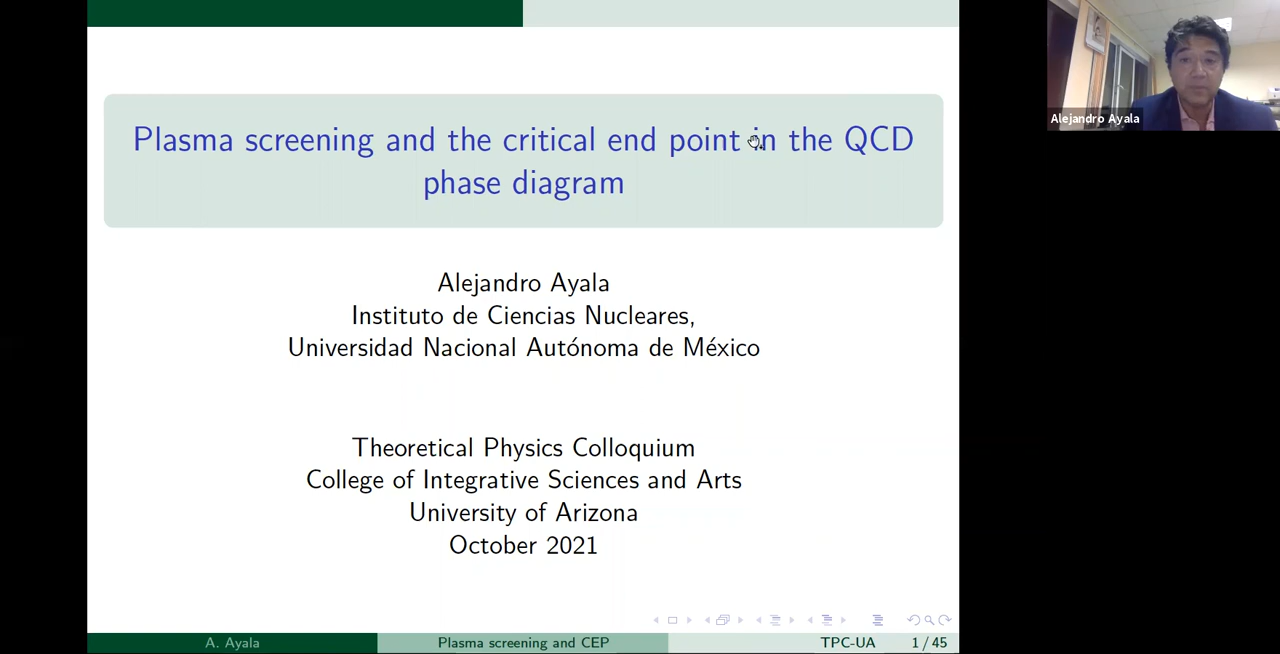 Plasma screening and the critical end point in the QCD
phase diagram
Alejandro Ayala
Instituto de Ciencias Nucleares,
Universidad Nacional Autónoma de México
Theoretical Physics Colloquium
College of Integrative Sciences and Arts
University of Arizona
October 2021
A. Ayala
Plasma screening and CEP
TPC-UA
1 / 45
Alejandro Ayala